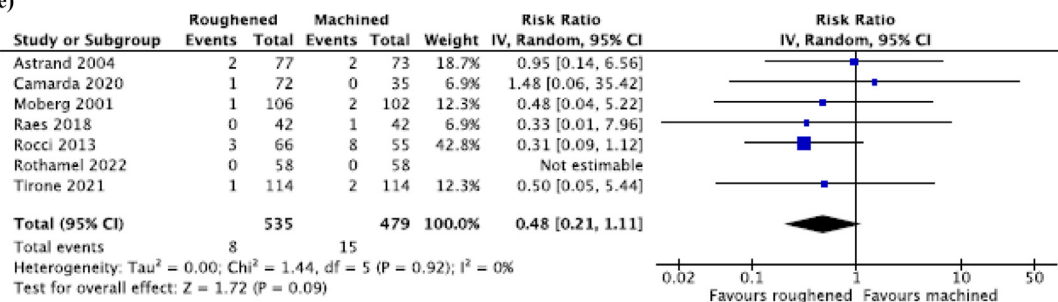 e)
Roughened Machined Risk Ratio Risk Ratio
Study or Subgroup Events Total Events Total Weight IV, Random, 95% CI IV, Random, 95% CI
Astrand 2004 2 77 2 73 18.7% 0.95 [0.14, 6.56]
Camarda 2020 1 72 0 35 6.9% 1.48 [0.06, 35.42]
Moberg 2001 1 106 2 102 12.3% 0.48 [0.04, 5.22]
Raes 2018 0 42 1 42 6.9% 0.33 [0.01, 7.96]
Rocci 2013 3 66 8 55 42.8% 0.31 [0.09, 1.12]
Rothamel 2022 0 58 0 58 Not estimable
Tirone 2021 1 114 2 114 12.3% 0.50 [0.05, 5.44]
Total (95% CI) 535 479 100.0% 0.48 [0.21, 1.11]
Total events 8 15
Heterogeneity: Tau² = 0.00; Chi² = 1.44, df = 5 (P = 0.92); I² = 0%
Test for overall effect: Z = 1.72 (P = 0.09)
0.02 0.1 1 10 50
Favours roughened Favours machined